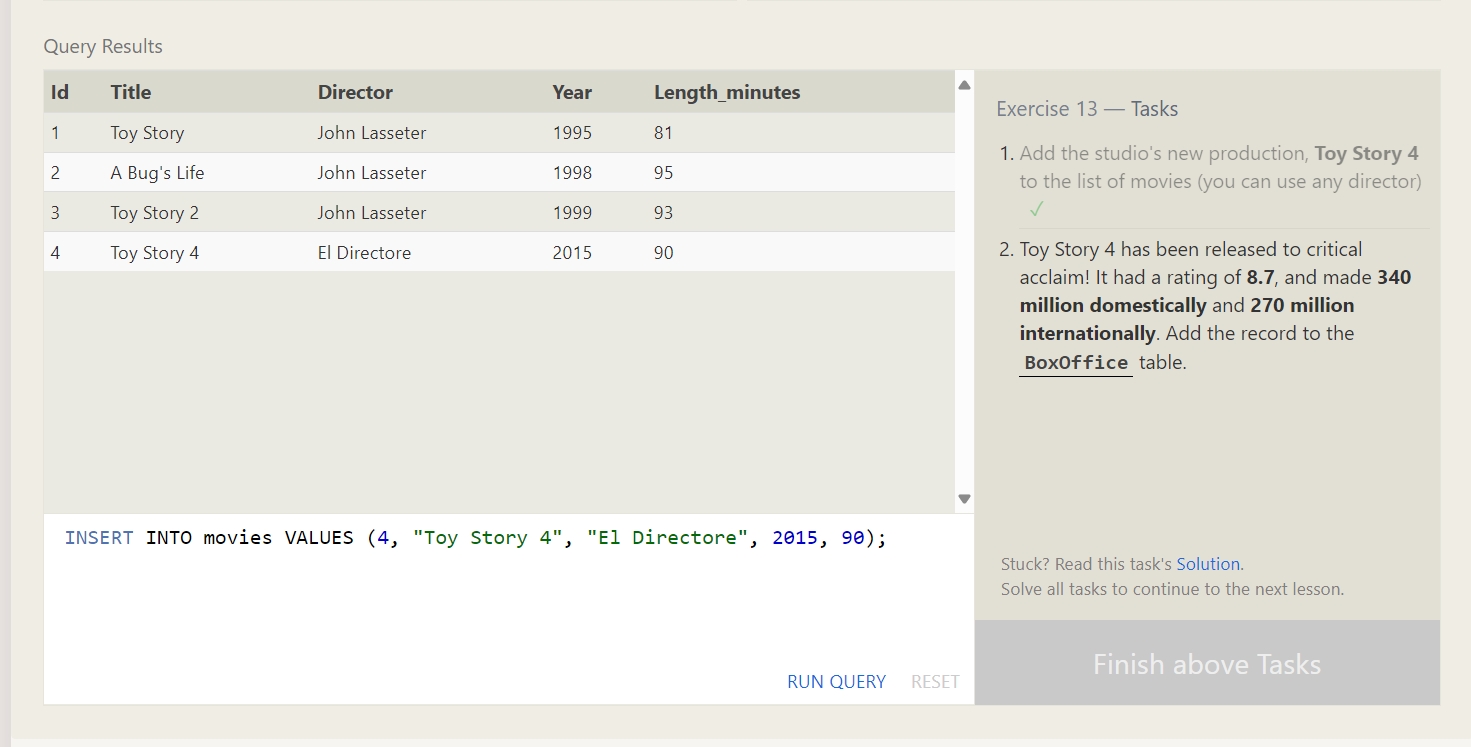 Query Results
Id Title Director Year Length_minutes
1 Toy Story John Lasseter 1995 81
2 A Bug's Life John Lasseter 1998 95
3 Toy Story 2 John Lasseter 1999 93
4 Toy Story 4 El Directore 2015 90
INSERT INTO movies VALUES (4, "Toy Story 4", "El Directore", 2015, 90);
RUN QUERY RESET
Exercise 13 — Tasks
1. Add the studio's new production, Toy Story 4
to the list of movies (you can use any director)
✓
2. Toy Story 4 has been released to critical
acclaim! It had a rating of 8.7, and made 340
million domestically and 270 million
internationally. Add the record to the
BoxOffice table.
Stuck? Read this task's Solution.
Solve all tasks to continue to the next lesson.
Finish above Tasks